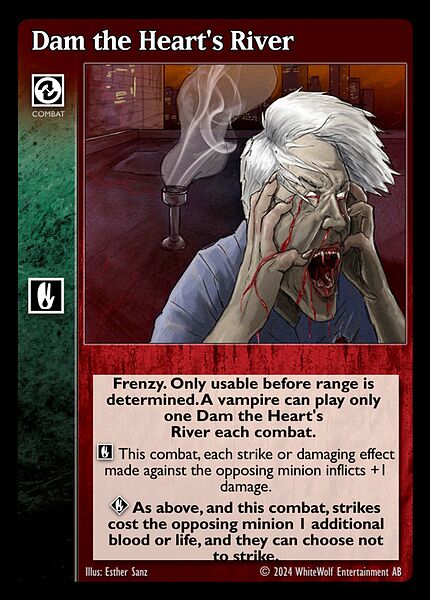 Dam the Heart's River
COMBAT
Frenzy. Only usable before range is
determined. A vampire can play only
one Dam the Heart's
River each combat.
This combat, each strike or damaging effect
made against the opposing minion inflicts +1
damage.
As above, and this combat, strikes
cost the opposing minion 1 additional
blood or life, and they can choose not
to strike.
Illus: Esther Sanz © 2024 WhiteWolf Entertainment AB